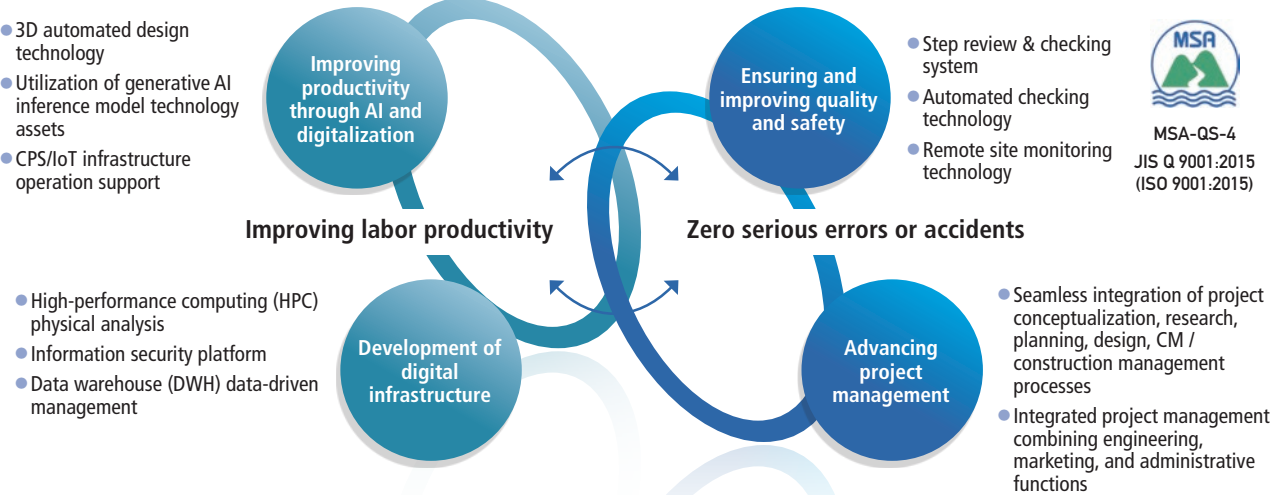 3D automated design
technology
Utilization of generative AI
inference model technology
assets
CPS/IoT infrastructure
operation support
Improving
productivity
through AI and
digitalization
Ensuring and
improving quality
and safety
Step review & checking
system
Automated checking
technology
Remote site monitoring
technology
MSA
MSA-QS-4
JIS Q 9001:2015
(ISO 9001:2015)
Improving labor productivity
Zero serious errors or accidents
High-performance computing (HPC)
physical analysis
Information security platform
Data warehouse (DWH) data-driven
management
Development of
digital
infrastructure
Advancing
project
management
Seamless integration of project
conceptualization, research,
planning, design, CM /
construction management
processes
Integrated project management
combining engineering,
marketing, and administrative
functions